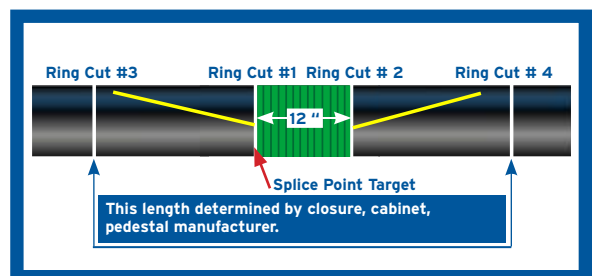 Ring Cut #3 Ring Cut #1 Ring Cut # 2 Ring Cut # 4
12 “
Splice Point Target
This length determined by closure, cabinet,
pedestal manufacturer.